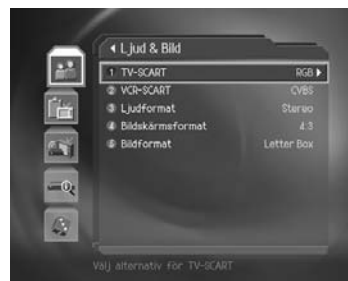 Ljud & Bild
1 TV-SCART RGB
2 VCR-SCART CVBS
3 Ljudformat Stereo
4 Bildskärmsformat 4:3
5 Bildformat Letter Box
Välj alternativ för TV-SCART